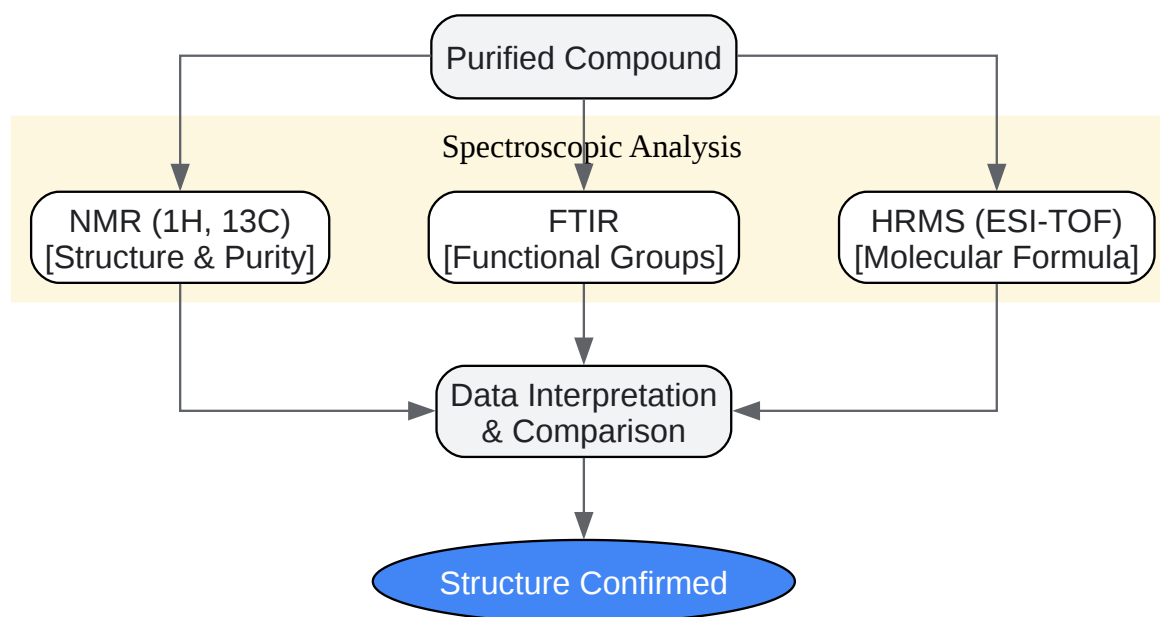 Purified Compound
Spectroscopic Analysis
NMR (1H, 13C)
[Structure & Purity]
FTIR
[Functional Groups]
HRMS (ESI-TOF)
[Molecular Formula]
Data Interpretation
& Comparison
Structure Confirmed